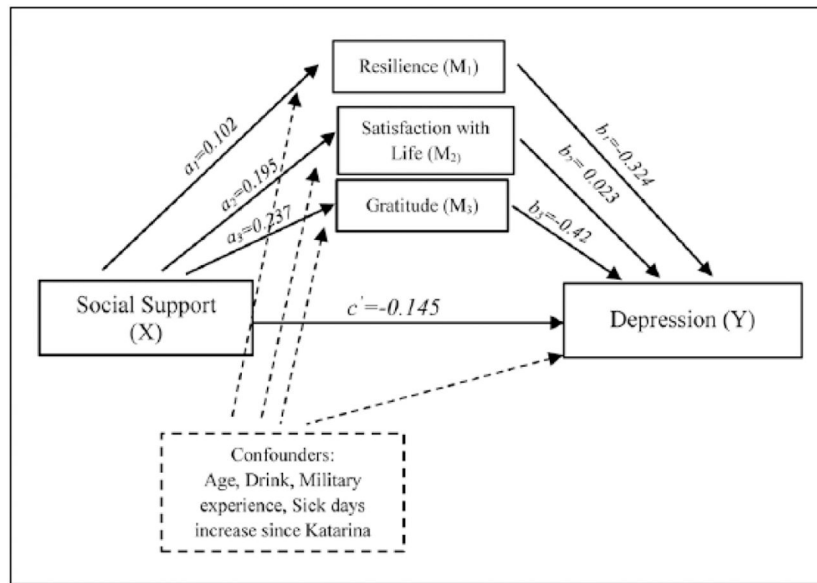 Resilience (M1)
Satisfaction with
Life (M2)
Gratitude (M3)
a1=0.102
a2=0.195
a3=0.237
b1=-0.324
b2= 0.023
b3=-0.42
Social Support
(X)
c'=-0.145
Depression (Y)
Confounders:
Age, Drink, Military
experience, Sick days
increase since Katarina